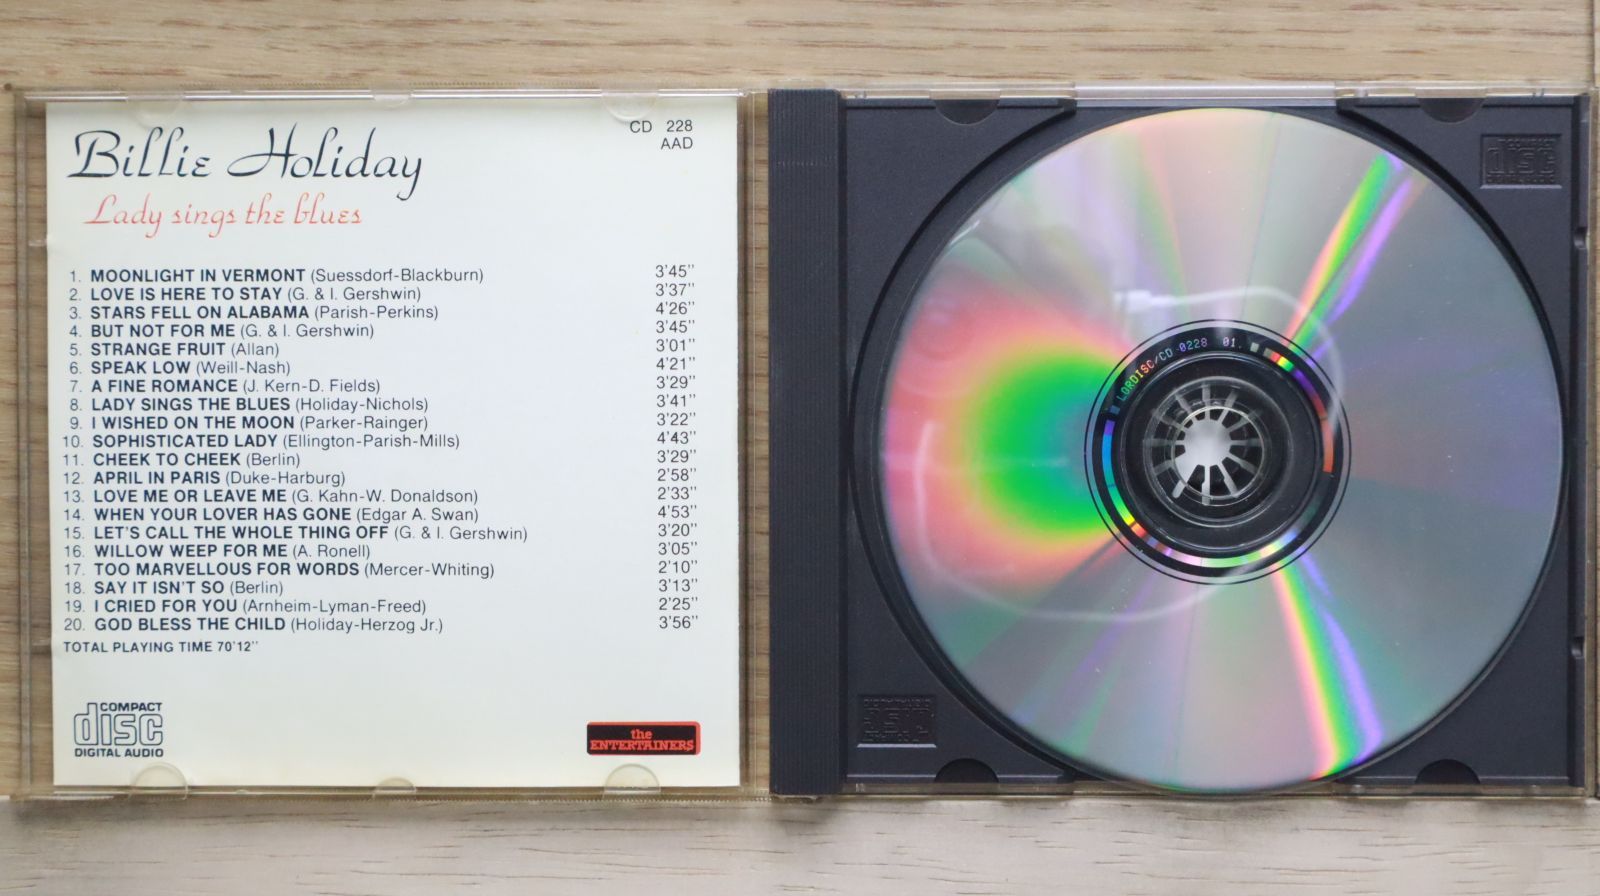 Billie Holiday
Lady sings the blues
CD 228
AAD
1. MOONLIGHT IN VERMONT (Suessdorf-Blackburn) 3'45"
2. LOVE IS HERE TO STAY (G. & I. Gershwin) 3'37"
3. STARS FELL ON ALABAMA (Parish-Perkins) 4'26"
4. BUT NOT FOR ME (G. & I. Gershwin) 3'45"
5. STRANGE FRUIT (Allan) 3'01"
6. SPEAK LOW (Weill-Nash) 4'21"
7. A FINE ROMANCE (J. Kern-D. Fields) 3'29"
8. LADY SINGS THE BLUES (Holiday-Nichols) 3'41"
9. I WISHED ON THE MOON (Parker-Rainger) 3'22"
10. SOPHISTICATED LADY (Ellington-Parish-Mills) 4'43"
11. CHEEK TO CHEEK (Berlin) 3'29"
12. APRIL IN PARIS (Duke-Harburg) 2'58"
13. LOVE ME OR LEAVE ME (G. Kahn-W. Donaldson) 2'33"
14. WHEN YOUR LOVER HAS GONE (Edgar A. Swan) 4'53"
15. LET'S CALL THE WHOLE THING OFF (G. & I. Gershwin) 3'20"
16. WILLOW WEEP FOR ME (A. Ronell) 3'05"
17. TOO MARVELLOUS FOR WORDS (Mercer-Whiting) 2'10"
18. SAY IT ISN'T SO (Berlin) 3'13"
19. I CRIED FOR YOU (Arnheim-Lyman-Freed) 2'25"
20. GOD BLESS THE CHILD (Holiday-Herzog Jr.) 3'56"
TOTAL PLAYING TIME 70'12"
COMPACT
disc
DIGITAL AUDIO
the
ENTERTAINERS
LORDISC/CD 0228 01.
COMPACT
disc
DIGITAL AUDIO